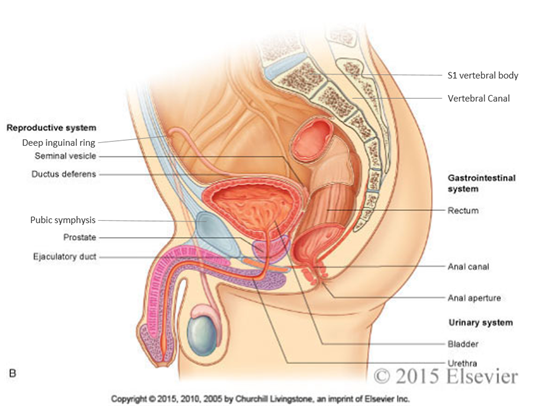 Reproductive system
Deep inguinal ring
Seminal vesicle
Ductus deferens
Pubic symphysis
Prostate
Ejaculatory duct
S1 vertebral body
Vertebral Canal
Gastrointestinal
system
Rectum
Anal canal
Anal aperture
Urinary system
Bladder
Urethra
B
© 2015 Elsevier
Copyright © 2015, 2010, 2005 by Churchill Livingstone, an imprint of Elsevier Inc.